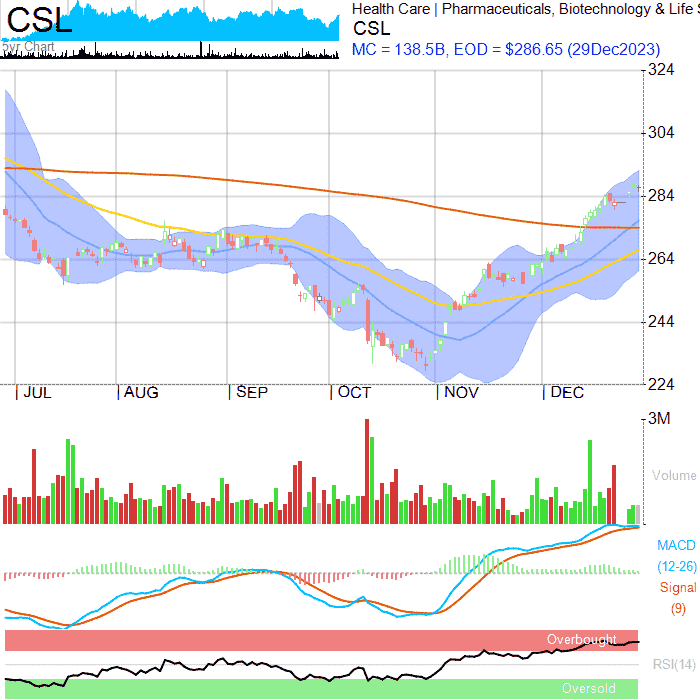 CSL
5yr Chart
Health Care | Pharmaceuticals, Biotechnology & Life S
CSL
MC = 138.5B, EOD = $286.65 (29Dec2023)
324
304
284
264
244
224
JUL AUG SEP OCT NOV DEC
3M
Volume
MACD
(12-26)
Signal
(9)
Overbought
RSI(14)
Oversold